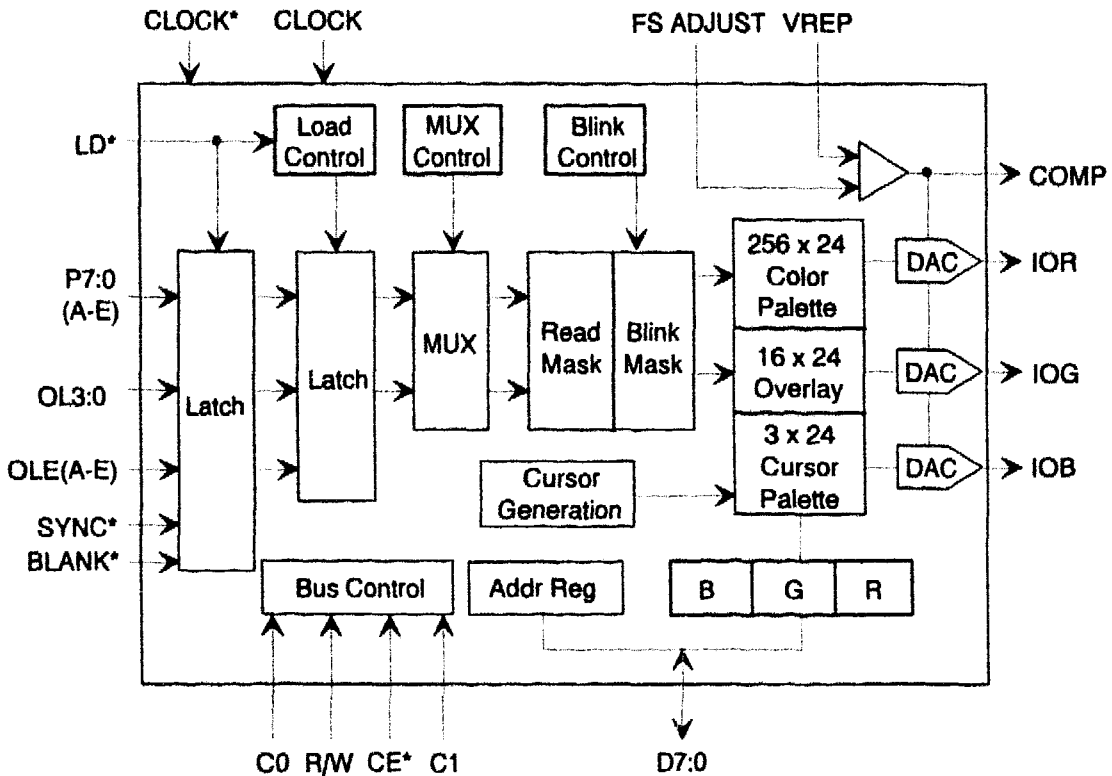 CLOCK* CLOCK
FS ADJUST VREP
LD*
Load
Control
MUX
Control
Blink
Control
COMP
P7:0
(A-E)
OL3:0
OLE(A-E)
SYNC*
BLANK*
Latch
Latch
MUX
Read
Mask
Blink
Mask
256 x 24
Color
Palette
16 x 24
Overlay
3 x 24
Cursor
Palette
DAC
IOR
DAC
IOG
DAC
IOB
Cursor
Generation
Bus Control
Addr Reg
B G R
C0 R/W CE* C1
D7:0